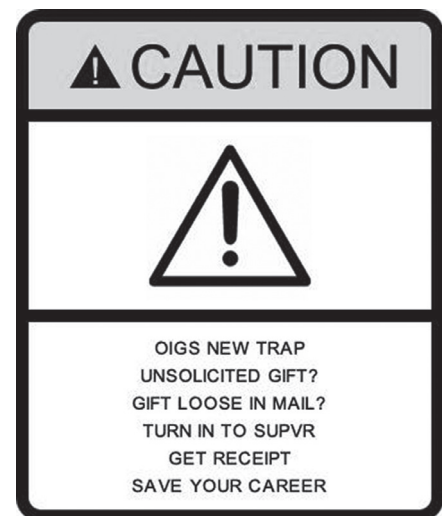 CAUTION
OIGS NEW TRAP
UNSOLICITED GIFT?
GIFT LOOSE IN MAIL?
TURN IN TO SUPVR
GET RECEIPT
SAVE YOUR CAREER